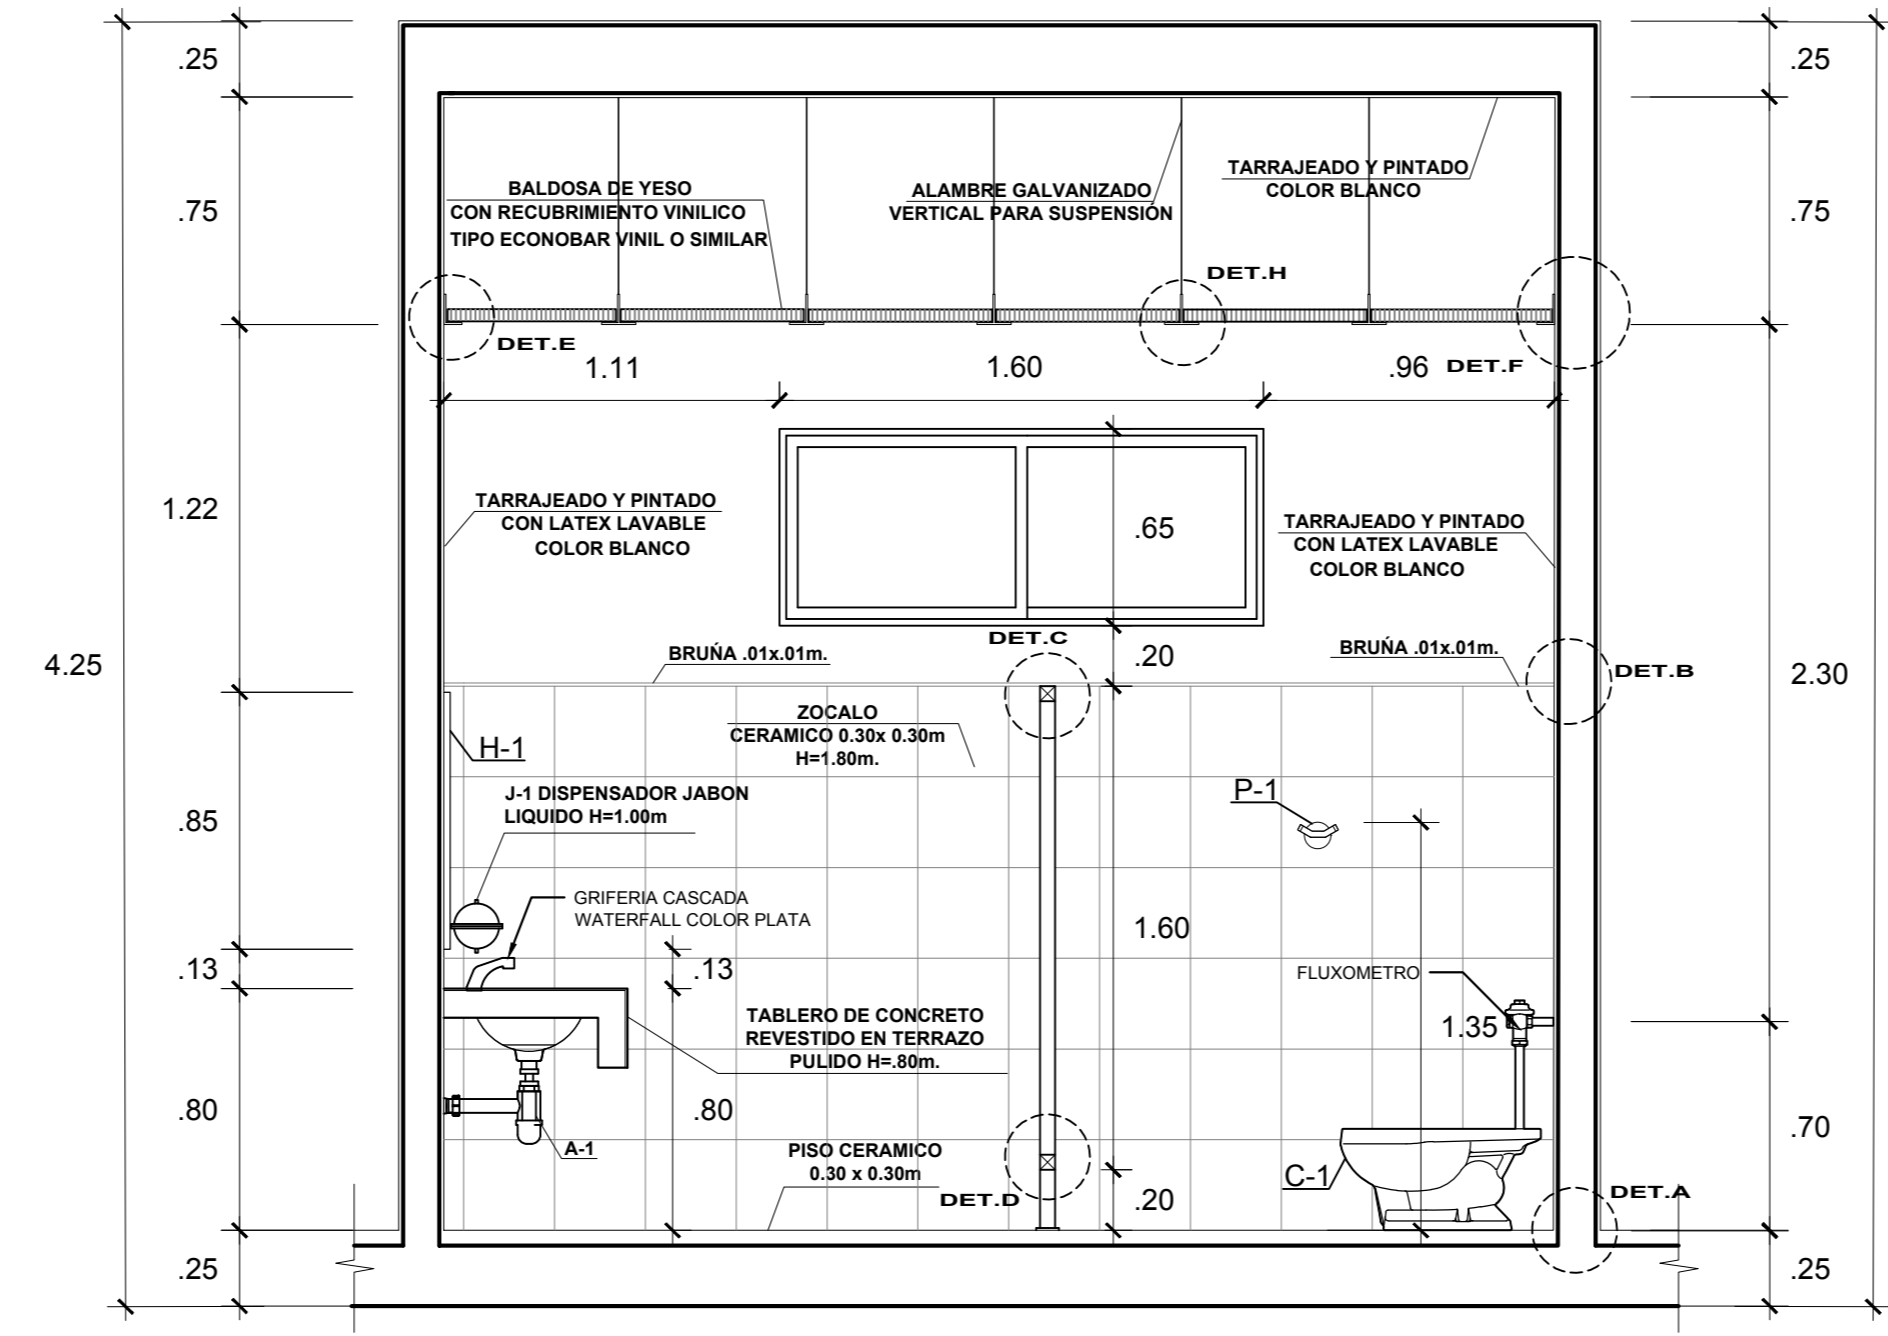 .25
.25
.75
.75
BALDOSA DE YESO
CON RECUBRIMIENTO VINILICO
TIPO ECONOBAR VINIL O SIMILAR
ALAMBRE GALVANIZADO
VERTICAL PARA SUSPENSIÓN
TARRAJEADO Y PINTADO
COLOR BLANCO
DET.H
DET.E
1.11
1.60
.96
DET.F
1.22
TARRAJEADO Y PINTADO
CON LATEX LAVABLE
COLOR BLANCO
.65
TARRAJEADO Y PINTADO
CON LATEX LAVABLE
COLOR BLANCO
4.25
BRUŃA .01x.01m.
DET.C
.20
BRUŃA .01x.01m.
DET.B
2.30
H-1
ZOCALO
CERAMICO 0.30x 0.30m
H=1.80m.
J-1 DISPENSADOR JABON
LIQUIDO H=1.00m
P-1
.85
GRIFERIA CASCADA
WATERFALL COLOR PLATA
1.60
.13
.13
FLUXOMETRO
TABLERO DE CONCRETO
REVESTIDO EN TERRAZO
PULIDO H=.80m.
1.35
.80
.80
A-1
.70
PISO CERAMICO
0.30 x 0.30m
DET.D
.20
C-1
DET.A
.25
.25